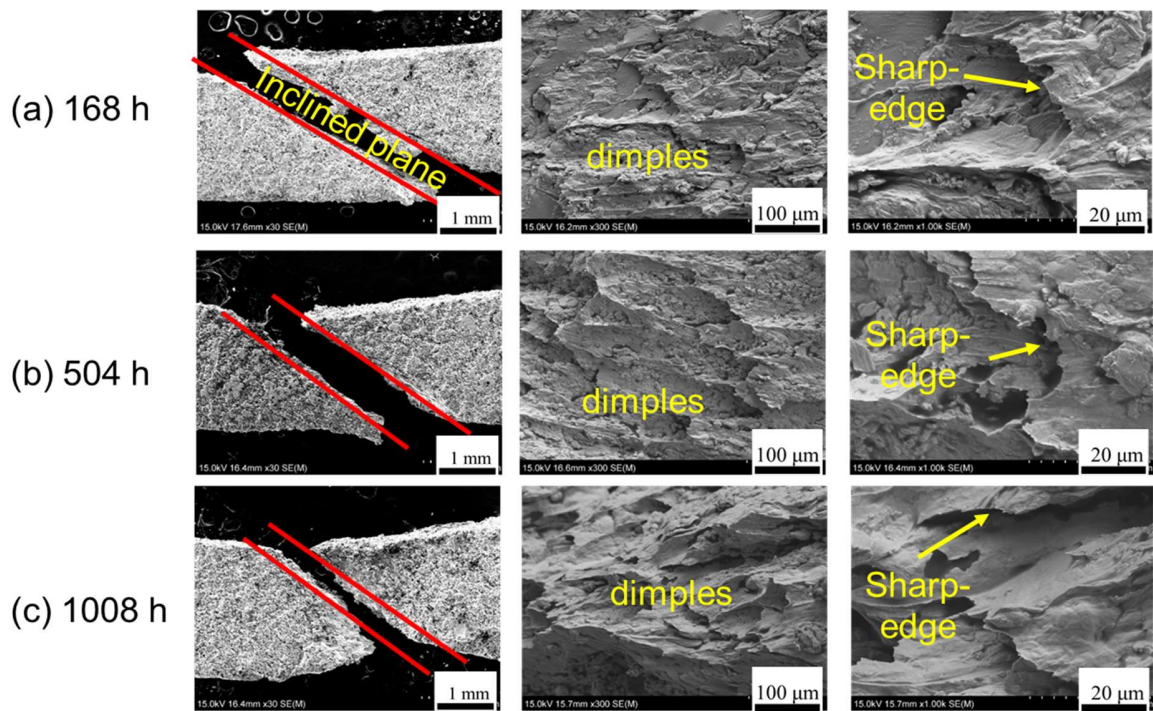 (a) 168 h
Inclined plane
1 mm
15.0kV 17.6mm x30 SE(M)
dimples
100 μm
15.0kV 16.2mm x300 SE(M)
Sharp-
edge
20 μm
15.0kV 16.2mm x1.00k SE(M)
(b) 504 h
1 mm
15.0kV 16.4mm x30 SE(M)
dimples
100 μm
15.0kV 16.6mm x300 SE(M)
Sharp-
edge
20 μm
15.0kV 16.4mm x1.00k SE(M)
(c) 1008 h
1 mm
15.0kV 16.4mm x30 SE(M)
dimples
100 μm
15.0kV 15.7mm x300 SE(M)
Sharp-
edge
20 μm
15.0kV 15.7mm x1.00k SE(M)